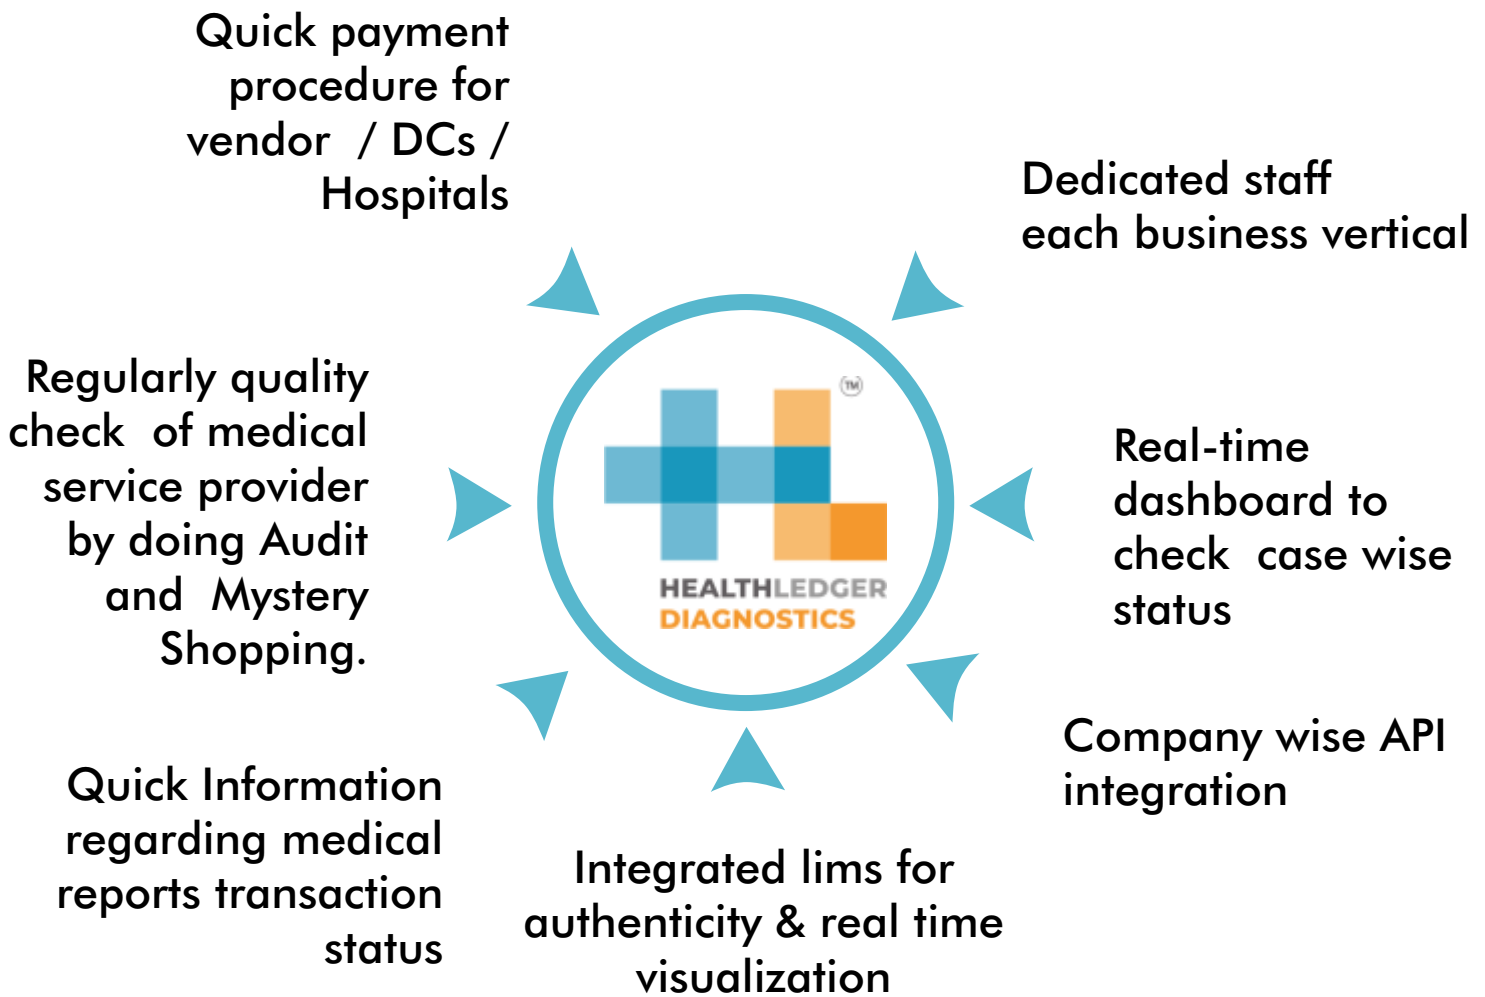 Quick payment
procedure for
vendor / DCs /
Hospitals
Dedicated staff
each business vertical
Regularly quality
check of medical
service provider
by doing Audit
and Mystery
Shopping.
TM
HEALTHLEDGER
DIAGNOSTICS
Real-time
dashboard to
check case wise
status
Quick Information
regarding medical
reports transaction
status
Integrated lims for
authenticity & real time
visualization
Company wise API
integration